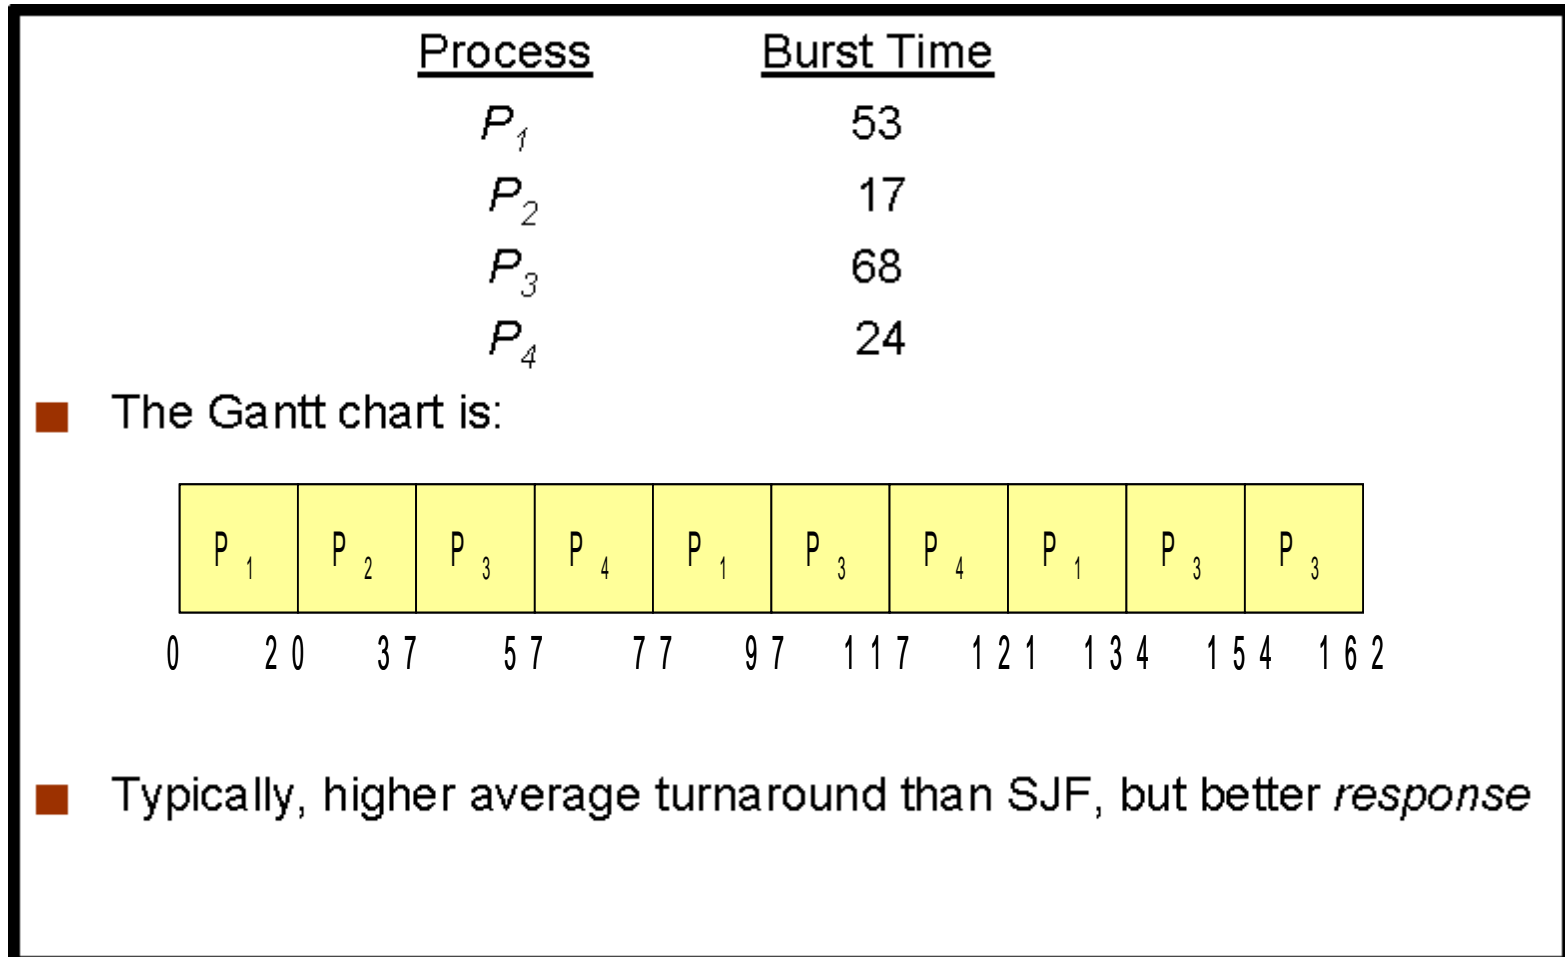 Process Burst Time
P1 53
P2 17
P3 68
P4 24
The Gantt chart is:
P1 P2 P3 P4 P1 P3 P4 P1 P3 P3
0 20 37 57 77 97 117 121 134 154 162
Typically, higher average turnaround than SJF, but better response